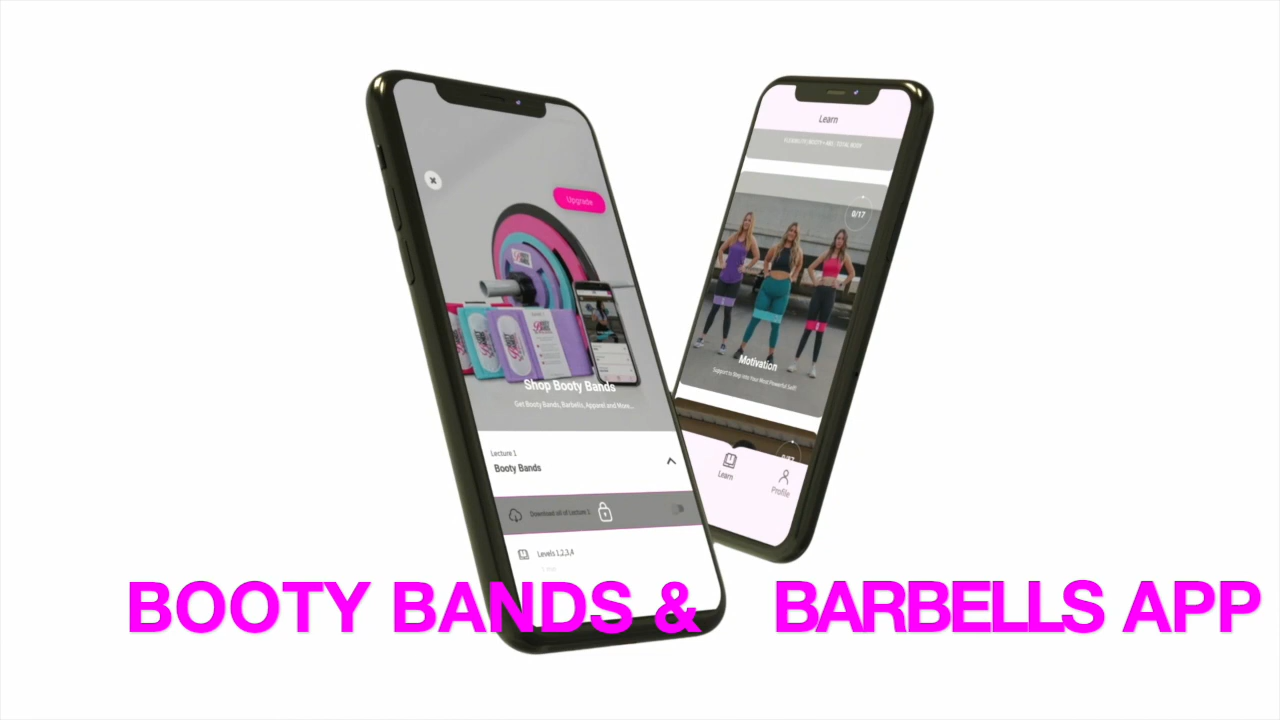 Learn
0/17
Upgrade
Motivation
Support to Step into Your Most Powerful Self!
Shop Booty Bands
Get Booty Bands, Barbells, Apparel and More...
Lecture 1
Booty Bands
Download all of Lecture 1
Levels 1,2,3,4
Learn
Profile
BOOTY BANDS & BARBELLS APP